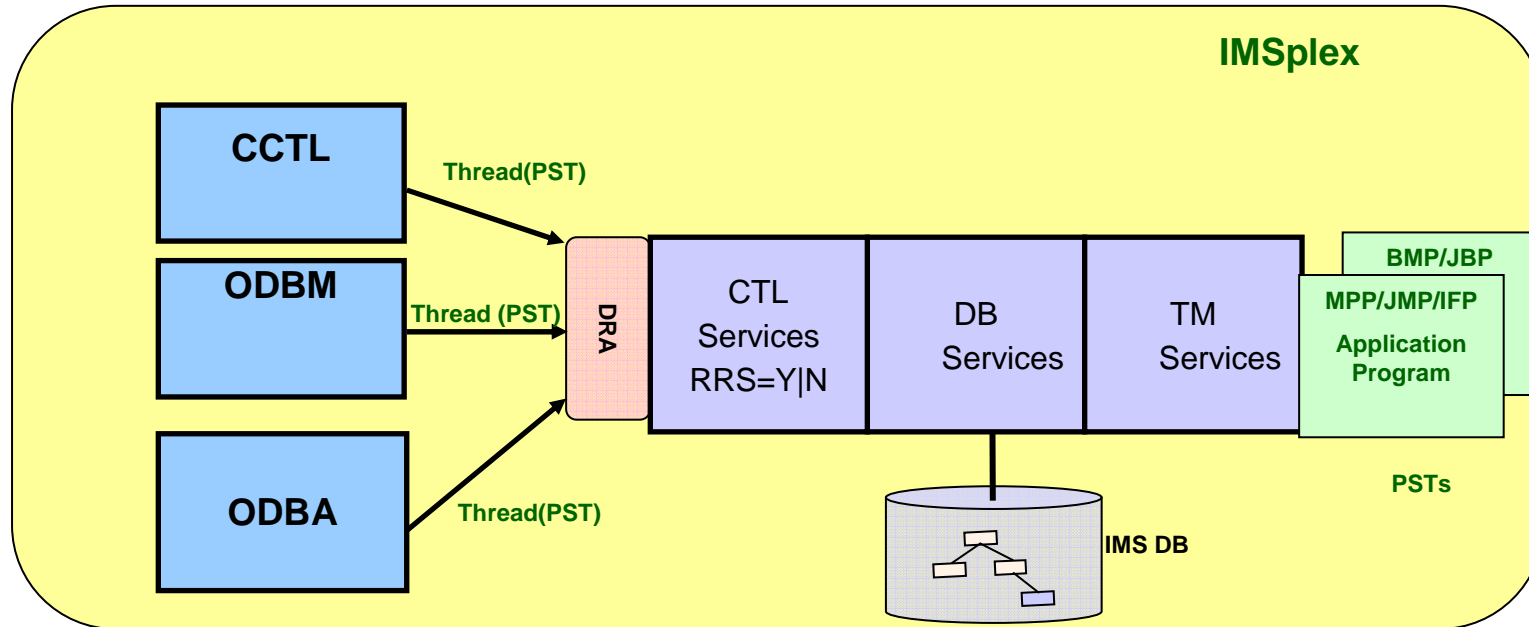 IMSplex
CCTL
Thread(PST)
ODBM
Thread (PST)
ODBA
Thread(PST)
DRA
CTL
Services
RRS=Y|N
DB
Services
TM
Services
BMP/JBP
MPP/JMP/IFP
Application
Program
PSTs
IMS DB